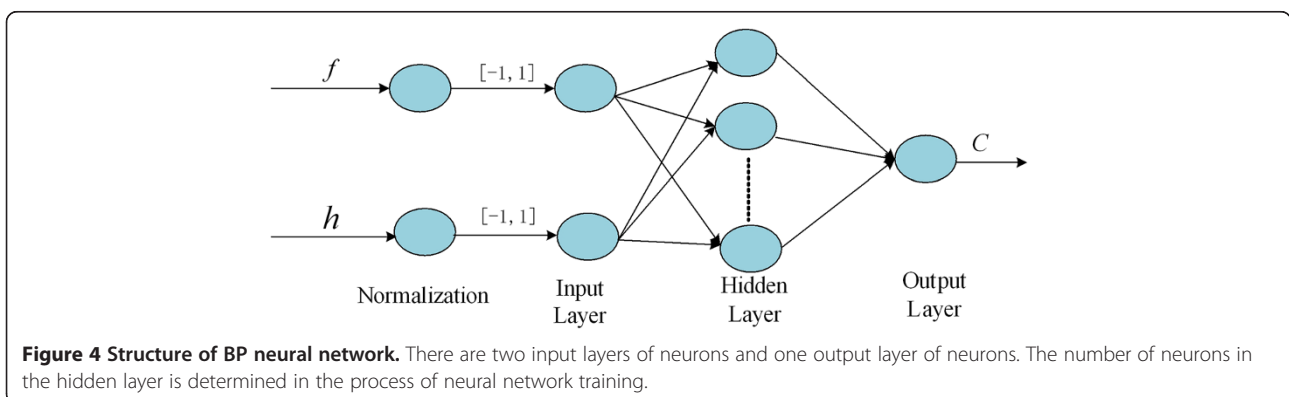 f
[-1, 1]
C
h
[-1, 1]
Normalization
Input
Layer
Hidden
Layer
Output
Layer
Figure 4 Structure of BP neural network. There are two input layers of neurons and one output layer of neurons. The number of neurons in
the hidden layer is determined in the process of neural network training.